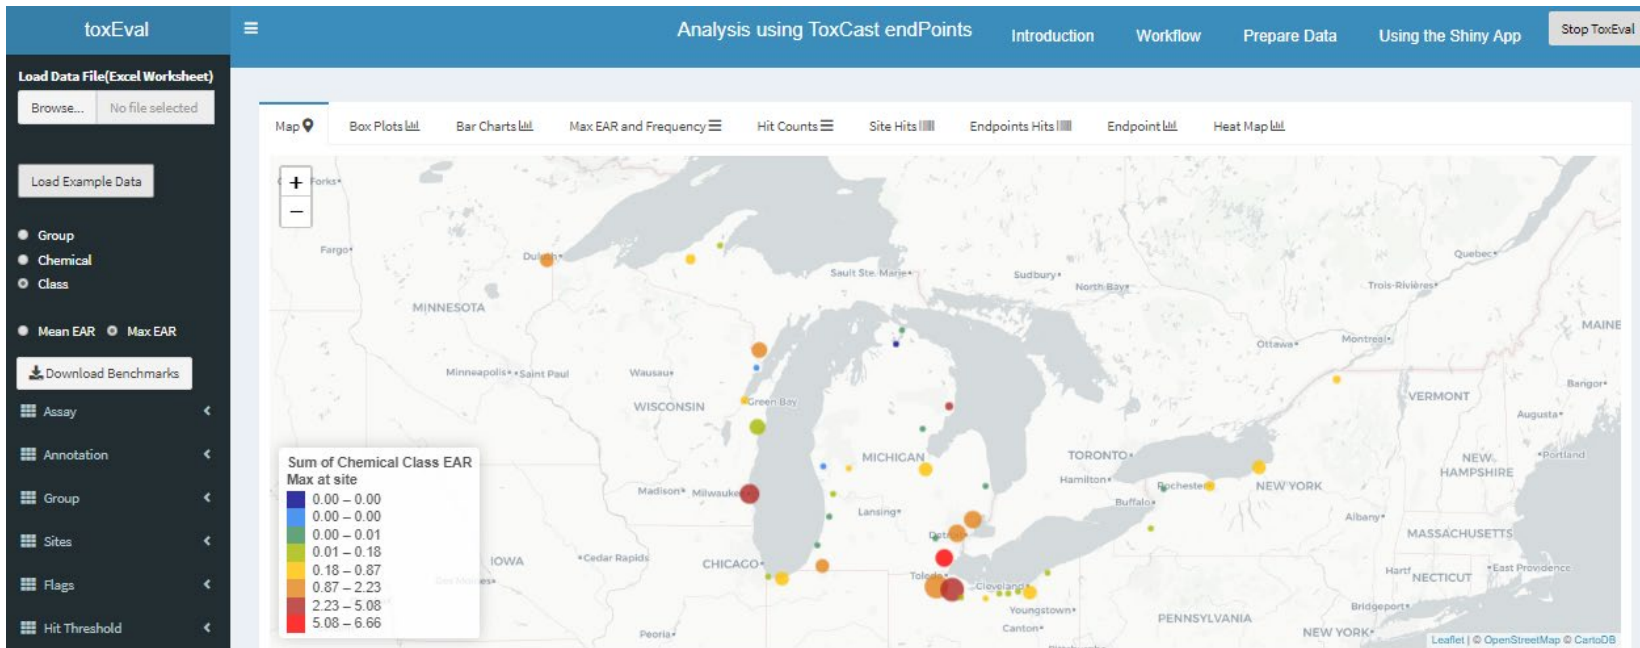 toxEval
Analysis using ToxCast endPoints
Introduction
Workflow
Prepare Data
Using the Shiny App
Stop ToxEval
Load Data File(Excel Worksheet)
Browse... No file selected
Load Example Data
Group
Chemical
Class
Mean EAR Max EAR
Download Benchmarks
Assay
Annotation
Group
Sites
Flags
Hit Threshold
Map
Box Plots
Bar Charts
Max EAR and Frequency
Hit Counts
Site Hits
Endpoints Hits
Endpoint
Heat Map
+
−
Forks
Fargo
Duluth
Sault Ste. Marie
Sudbury
North Bay
Quebec
Trois-Rivières
MAINE
MINNESOTA
Ottawa
Montreal
Minneapolis
Saint Paul
Wausau
Bangor
WISCONSIN
Green Bay
VERMONT
Augusta
MICHIGAN
TORONTO
NEW
HAMPSHIRE
Portland
Hamilton
Rochester
NEW YORK
Madison
Milwaukee
Buffalo
Lansing
Albany
MASSACHUSETTS
Detroit
IOWA
Cedar Rapids
CHICAGO
Toledo
Cleveland
Hartf
NECTICUT
East Providence
Des Moines
Youngstown
Bridgeport
Canton
PENNSYLVANIA
NEW YORK
Peoria
Pittsburgh
Sum of Chemical Class EAR
Max at site
0.00 – 0.00
0.00 – 0.00
0.00 – 0.01
0.01 – 0.18
0.18 – 0.87
0.87 – 2.23
2.23 – 5.08
5.08 – 6.66
Leaflet | © OpenStreetMap © CartoDB